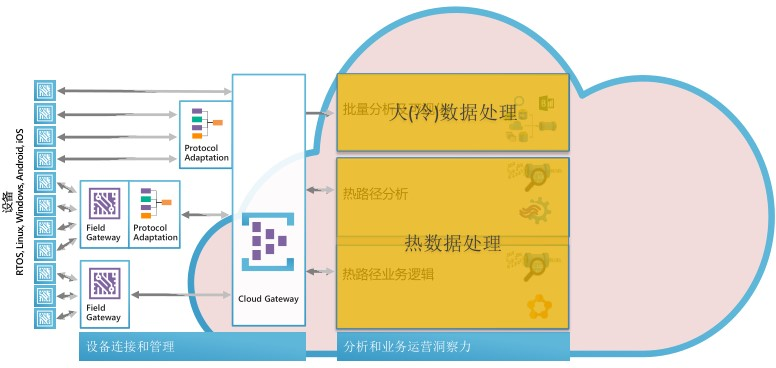 设备
RTOS, Linux, Windows, Android, iOS
Protocol
Adaptation
Field
Gateway
Protocol
Adaptation
Field
Gateway
Cloud Gateway
批量分析
大(冷)数据处理
热路径分析
热数据处理
热路径业务逻辑
设备连接和管理
分析和业务运营洞察力